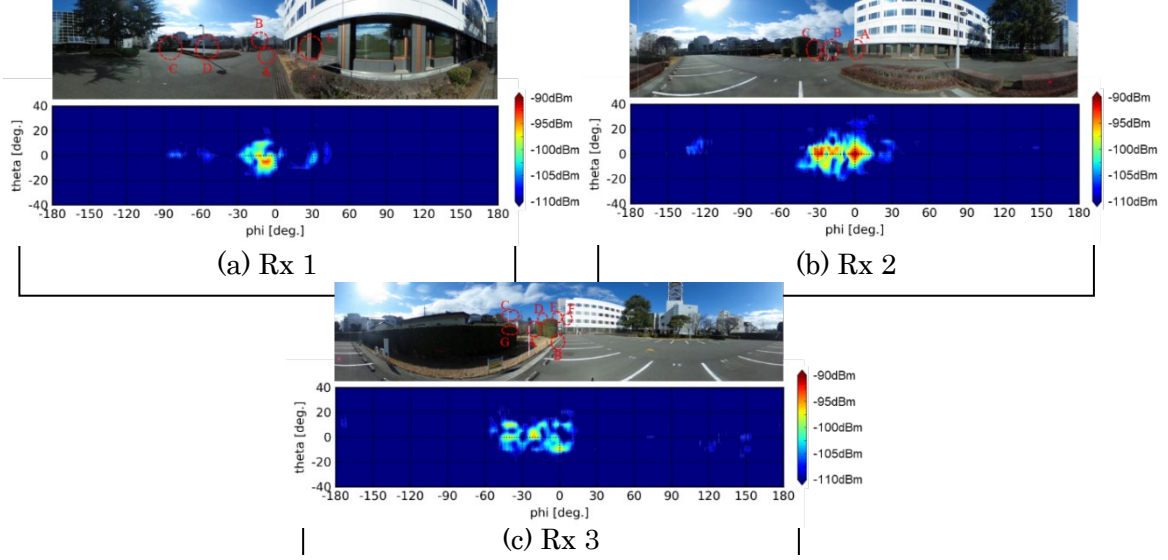 B
C D A
-90dBm
-95dBm
-100dBm
-105dBm
-110dBm
theta [deg.]
40
20
0
-20
-40
-180 -150 -120 -90 -60 -30 0 30 60 90 120 150 180
phi [deg.]
(a) Rx 1
C B A
-90dBm
-95dBm
-100dBm
-105dBm
-110dBm
theta [deg.]
40
20
0
-20
-40
-180 -150 -120 -90 -60 -30 0 30 60 90 120 150 180
phi [deg.]
(b) Rx 2
C D E F
G A B
-90dBm
-95dBm
-100dBm
-105dBm
-110dBm
theta [deg.]
40
20
0
-20
-40
-180 -150 -120 -90 -60 -30 0 30 60 90 120 150 180
phi [deg.]
(c) Rx 3